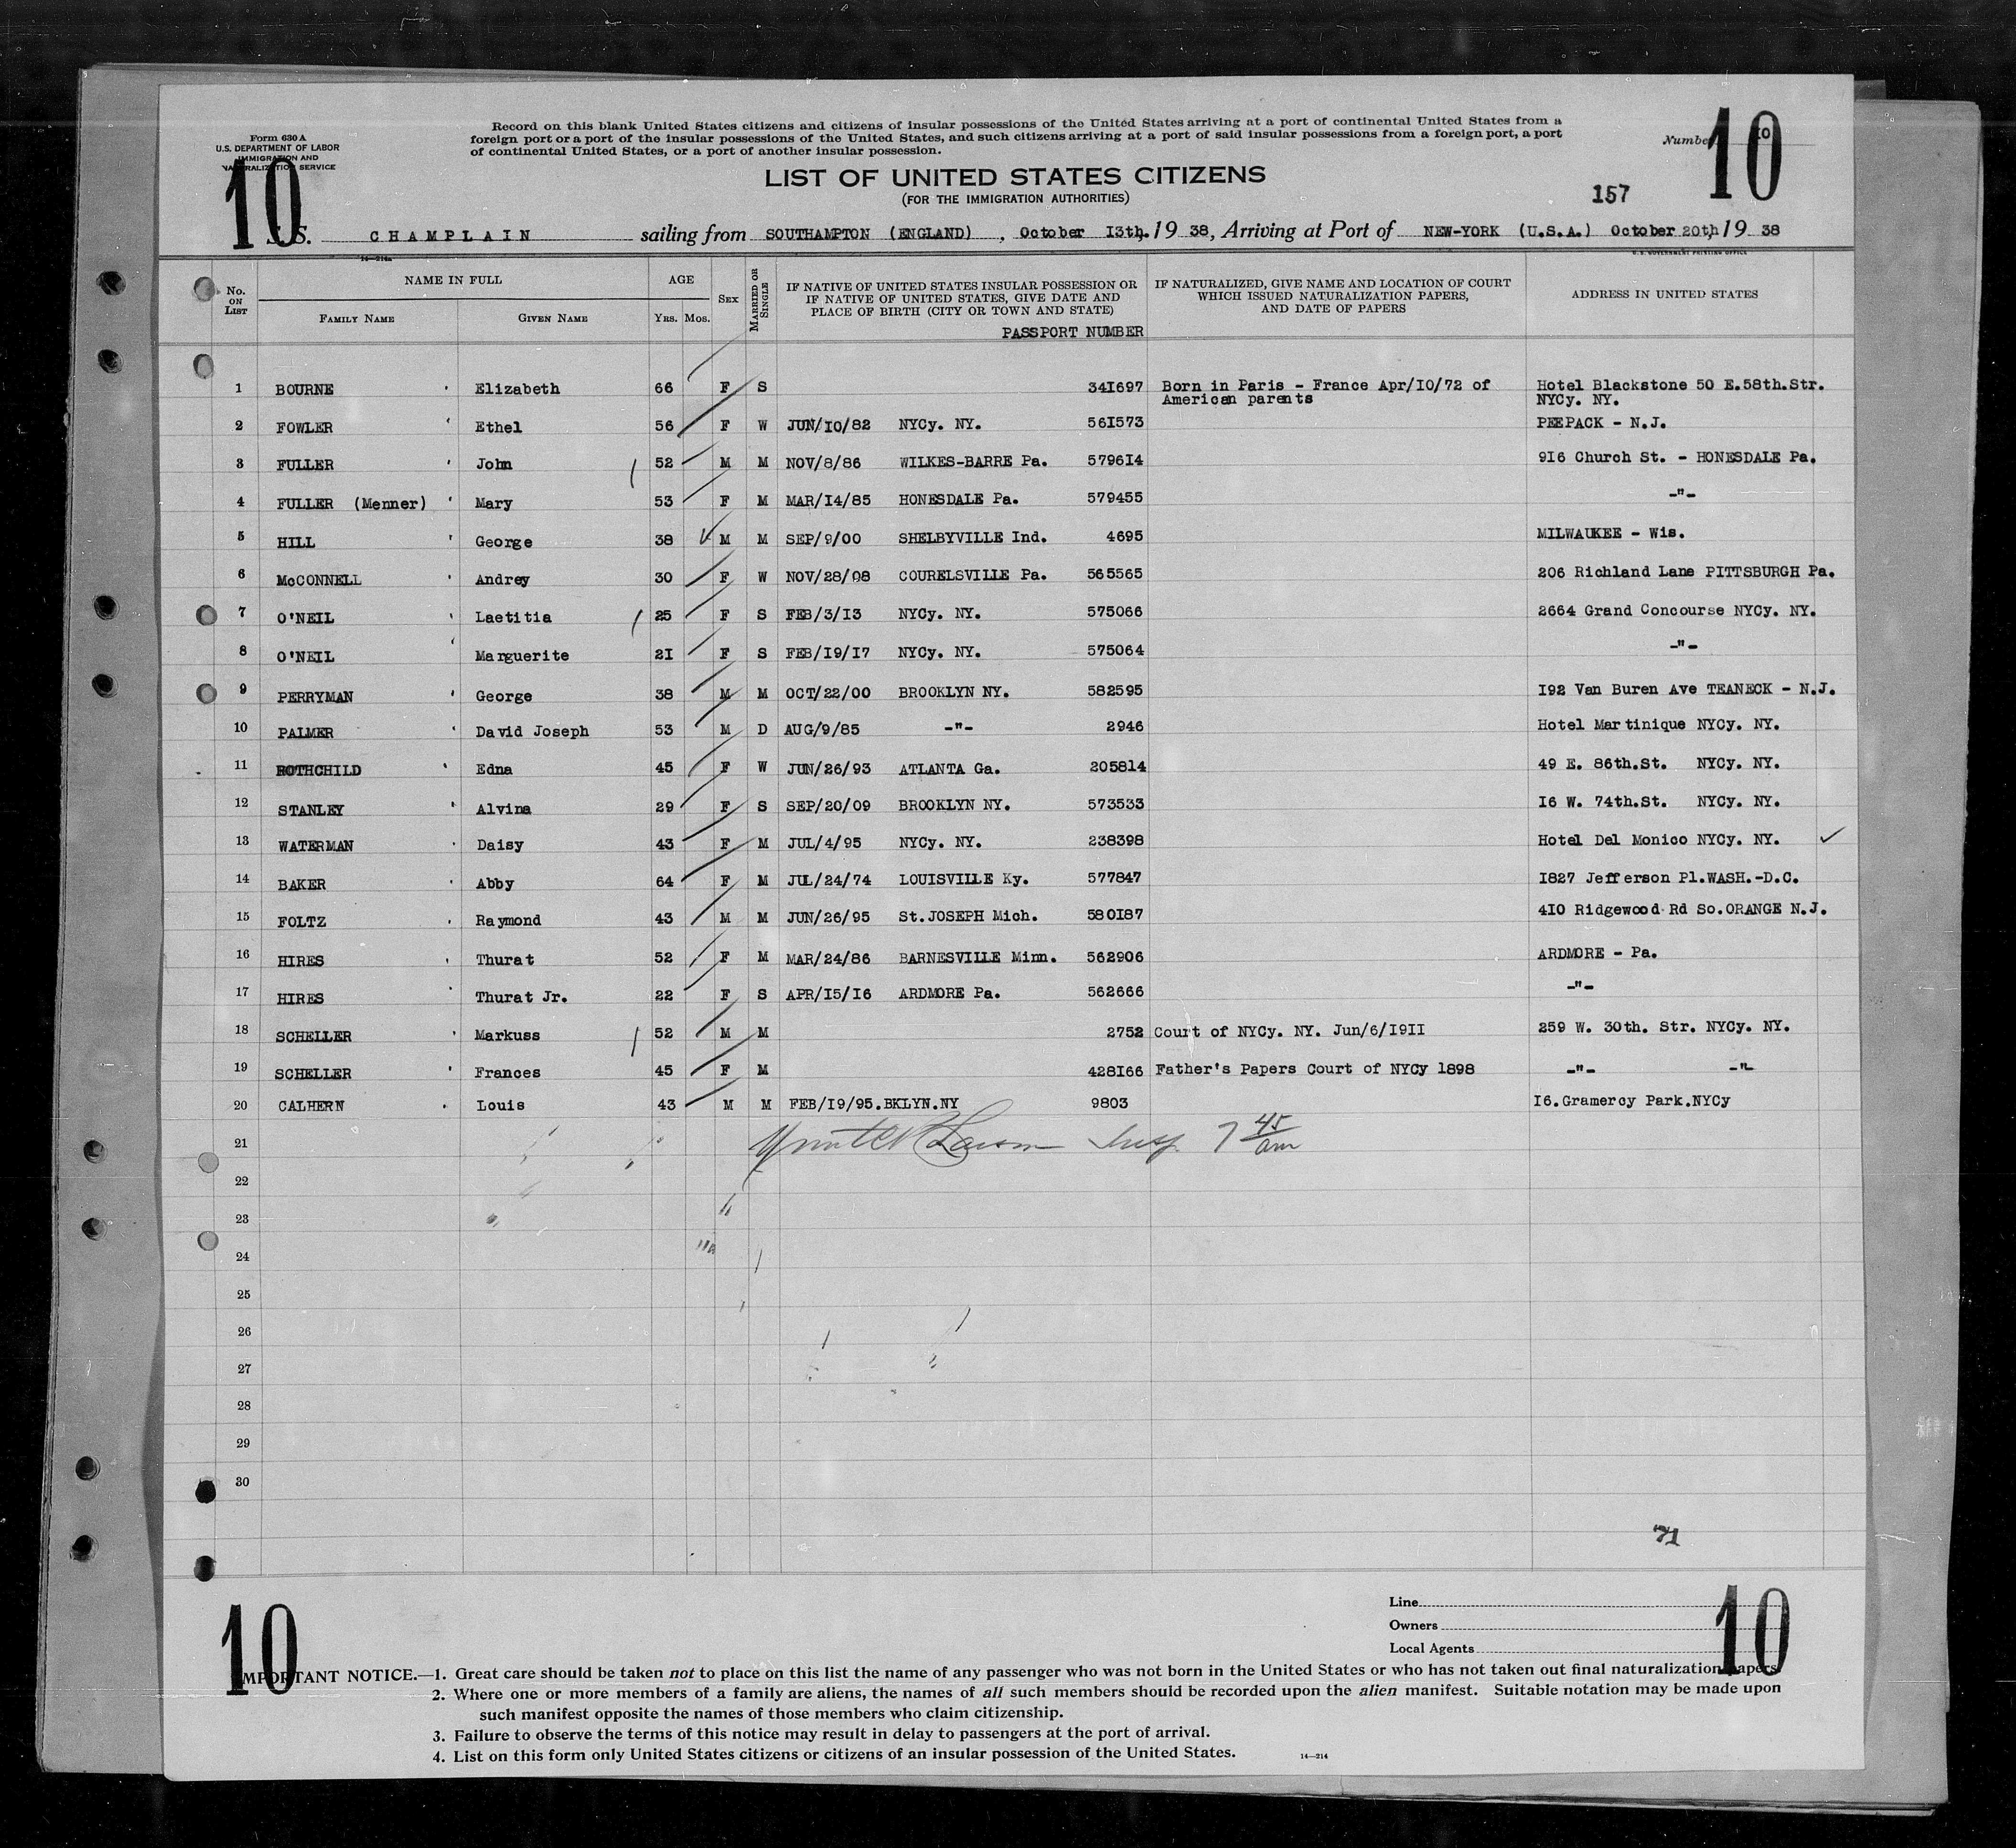 Form 630 A
U.S. DEPARTMENT OF LABOR
IMMIGRATION AND
NATURALIZATION SERVICE
10
Record on this blank United States citizens and citizens of insular possessions of the United States arriving at a port of continental United States from a
foreign port or a port of the insular possessions of the United States, and such citizens arriving at a port of said insular possessions from a foreign port, a port
of continental United States, or a port of another insular possession.
Number 10
10
LIST OF UNITED STATES CITIZENS
(FOR THE IMMIGRATION AUTHORITIES)
157
S. S. CHAMPLAIN sailing from SOUTHAMPTON (ENGLAND), October 13th, 19 38, Arriving at Port of NEW-YORK (U.S.A.) October 20th, 19 38
14—214a
U.S. GOVERNMENT PRINTING OFFICE
No. ON LIST
NAME IN FULL
FAMILY NAME
GIVEN NAME
AGE
YRS. MOS.
SEX
MARRIED OR SINGLE
IF NATIVE OF UNITED STATES INSULAR POSSESSION OR
IF NATIVE OF UNITED STATES, GIVE DATE AND
PLACE OF BIRTH (CITY OR TOWN AND STATE)
PASSPORT NUMBER
IF NATURALIZED, GIVE NAME AND LOCATION OF COURT
WHICH ISSUED NATURALIZATION PAPERS,
AND DATE OF PAPERS
ADDRESS IN UNITED STATES
1 BOURNE Elizabeth 66 F S 341697 Born in Paris - France Apr/10/72 of Hotel Blackstone 50 E.58th.Str.
American parents NYCy. NY.
2 FOWLER Ethel 56 F W JUN/10/82 NYCy. NY. 561573 PEEPACK - N.J.
3 FULLER John 52 M M NOV/8/86 WILKES-BARRE Pa. 579614 916 Church St. - HONESDALE Pa.
4 FULLER (Menner) Mary 53 F M MAR/14/85 HONESDALE Pa. 579455 -"-
5 HILL George 38 M M SEP/9/00 SHELBYVILLE Ind. 4695 MILWAUKEE - Wis.
6 McCONNELL Andrey 30 F W NOV/28/08 COURELSVILLE Pa. 565565 206 Richland Lane PITTSBURGH Pa.
7 O'NEIL Laetitia 25 F S FEB/3/13 NYCy. NY. 575066 2664 Grand Concourse NYCy. NY.
8 O'NEIL Marguerite 21 F S FEB/19/17 NYCy. NY. 575064 -"-
9 PERRYMAN George 38 M M OCT/22/00 BROOKLYN NY. 582595 192 Van Buren Ave TEANECK - N.J.
10 PALMER David Joseph 53 M D AUG/9/85 -"- 2946 Hotel Martinique NYCy. NY.
11 ROTHCHILD Edna 45 F W JUN/26/93 ATLANTA Ga. 205814 49 E. 86th.St. NYCy. NY.
12 STANLEY Alvina 29 F S SEP/20/09 BROOKLYN NY. 573533 16 W. 74th.St. NYCy. NY.
13 WATERMAN Daisy 43 F M JUL/4/95 NYCy. NY. 238398 Hotel Del Monico NYCy. NY. ✓
14 BAKER Abby 64 F M JUL/24/74 LOUISVILLE Ky. 577847 1827 Jefferson Pl.WASH.-D.C.
15 FOLTZ Raymond 43 M M JUN/26/95 St.JOSEPH Mich. 580187 410 Ridgewood Rd So.ORANGE N.J.
16 HIRES Thurat 52 F M MAR/24/86 BARNESVILLE Minn. 562906 ARDMORE - Pa.
17 HIRES Thurat Jr. 22 F S APR/15/16 ARDMORE Pa. 562666 -"-
18 SCHELLER Markuss 52 M M 2752 Court of NYCy. NY. Jun/6/1911 259 W. 30th. Str. NYCy. NY.
19 SCHELLER Frances 45 F M 428166 Father's Papers Court of NYCy 1898 -"- -"-
20 CALHERN Louis 43 M M FEB/19/95.BKLYN.NY 9803 16.Gramercy Park.NYCy
21 Insp. 7 45 am
22
23
24
25
26
27
28
29
30
71
10
Line
Owners
Local Agents
10
IMPORTANT NOTICE.—1. Great care should be taken not to place on this list the name of any passenger who was not born in the United States or who has not taken out final naturalization papers.
2. Where one or more members of a family are aliens, the names of all such members should be recorded upon the alien manifest. Suitable notation may be made upon
such manifest opposite the names of those members who claim citizenship.
3. Failure to observe the terms of this notice may result in delay to passengers at the port of arrival.
4. List on this form only United States citizens or citizens of an insular possession of the United States. 14—214